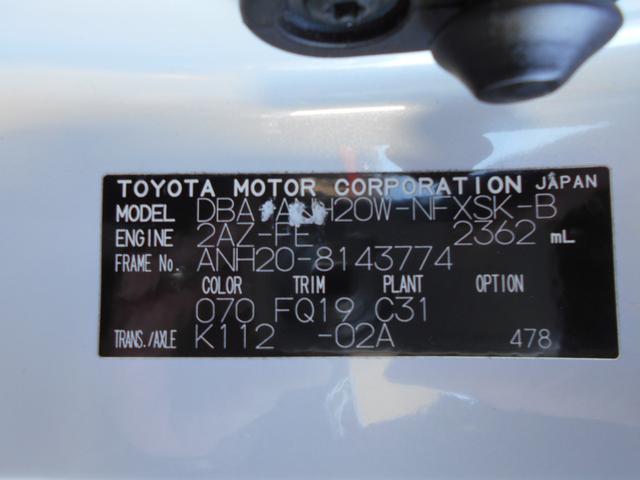 TOYOTA MOTOR CORPORATION JAPAN
MODEL DBA-ANH20W-NFXSK-B
ENGINE 2AZ-FE 2362 mL
FRAME No. ANH20-8143774
COLOR TRIM PLANT OPTION
070 FQ19 C31
TRANS./AXLE K112 -02A 478